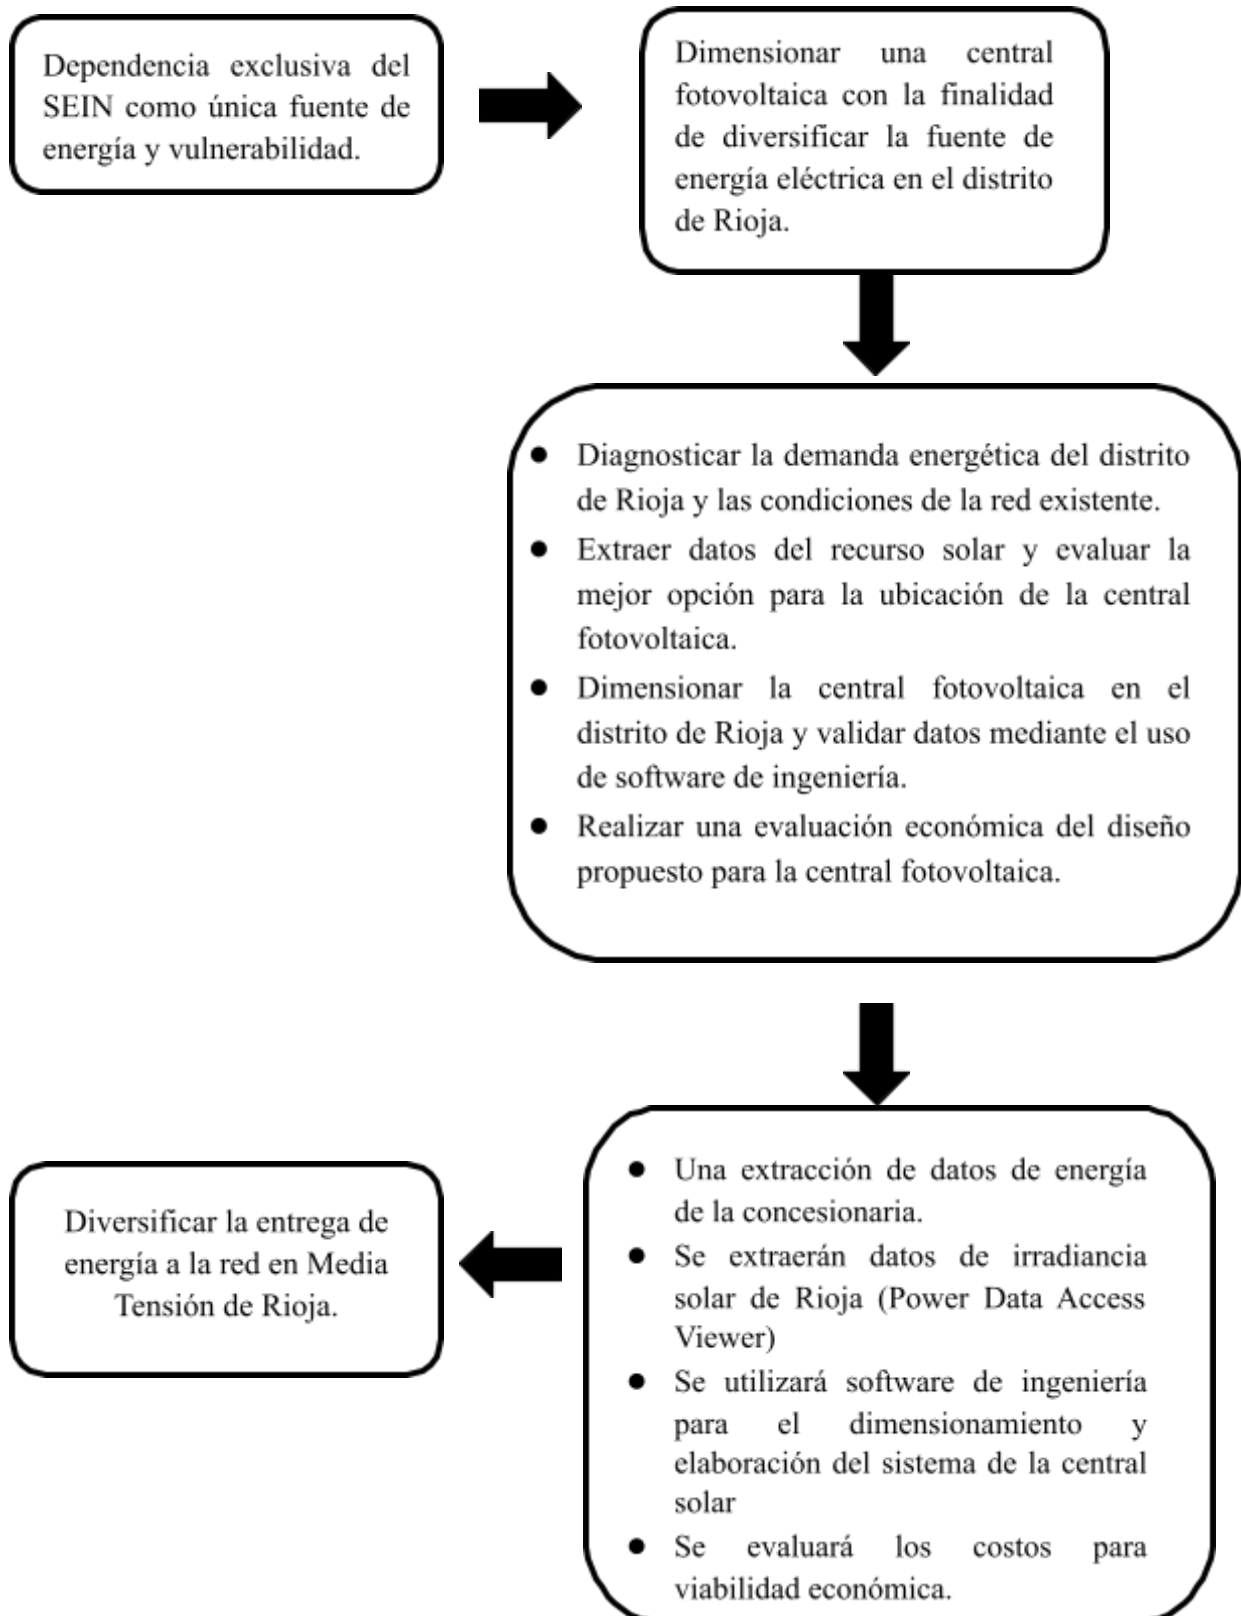 Dependencia exclusiva del
SEIN como única fuente de
energía y vulnerabilidad.
Dimensionar una central
fotovoltaica con la finalidad
de diversificar la fuente de
energía eléctrica en el distrito
de Rioja.
● Diagnosticar la demanda energética del distrito
de Rioja y las condiciones de la red existente.
● Extraer datos del recurso solar y evaluar la
mejor opción para la ubicación de la central
fotovoltaica.
● Dimensionar la central fotovoltaica en el
distrito de Rioja y validar datos mediante el uso
de software de ingeniería.
● Realizar una evaluación económica del diseño
propuesto para la central fotovoltaica.
● Una extracción de datos de energía
de la concesionaria.
● Se extraerán datos de irradiancia
solar de Rioja (Power Data Access
Viewer)
● Se utilizará software de ingeniería
para el dimensionamiento y
elaboración del sistema de la central
solar
● Se evaluará los costos para
viabilidad económica.
Diversificar la entrega de
energía a la red en Media
Tensión de Rioja.